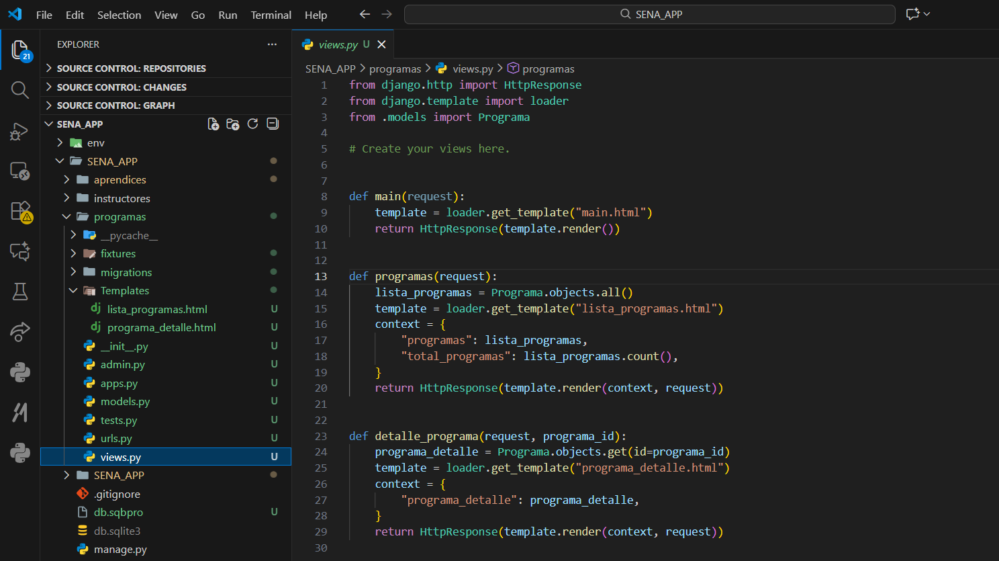 File Edit Selection View Go Run Terminal Help SENA_APP
EXPLORER
21
SOURCE CONTROL: REPOSITORIES
SOURCE CONTROL: CHANGES
SOURCE CONTROL: GRAPH
SENA_APP
env
SENA_APP
aprendices
instructores
programas
__pycache__
fixtures
migrations
Templates
dj lista_programas.html U
dj programa_detalle.html U
__init__.py U
admin.py U
apps.py U
models.py U
tests.py U
urls.py U
views.py U
SENA_APP
.gitignore
db.sqbpro U
db.sqlite3
manage.py
views.py U
SENA_APP > programas > views.py > programas
1 from django.http import HttpResponse
2 from django.template import loader
3 from .models import Programa
4
5 # Create your views here.
6
7
8 def main(request):
9     template = loader.get_template("main.html")
10     return HttpResponse(template.render())
11
12
13 def programas(request):
14     lista_programas = Programa.objects.all()
15     template = loader.get_template("lista_programas.html")
16     context = {
17         "programas": lista_programas,
18         "total_programas": lista_programas.count(),
19     }
20     return HttpResponse(template.render(context, request))
21
22
23 def detalle_programa(request, programa_id):
24     programa_detalle = Programa.objects.get(id=programa_id)
25     template = loader.get_template("programa_detalle.html")
26     context = {
27         "programa_detalle": programa_detalle,
28     }
29     return HttpResponse(template.render(context, request))
30